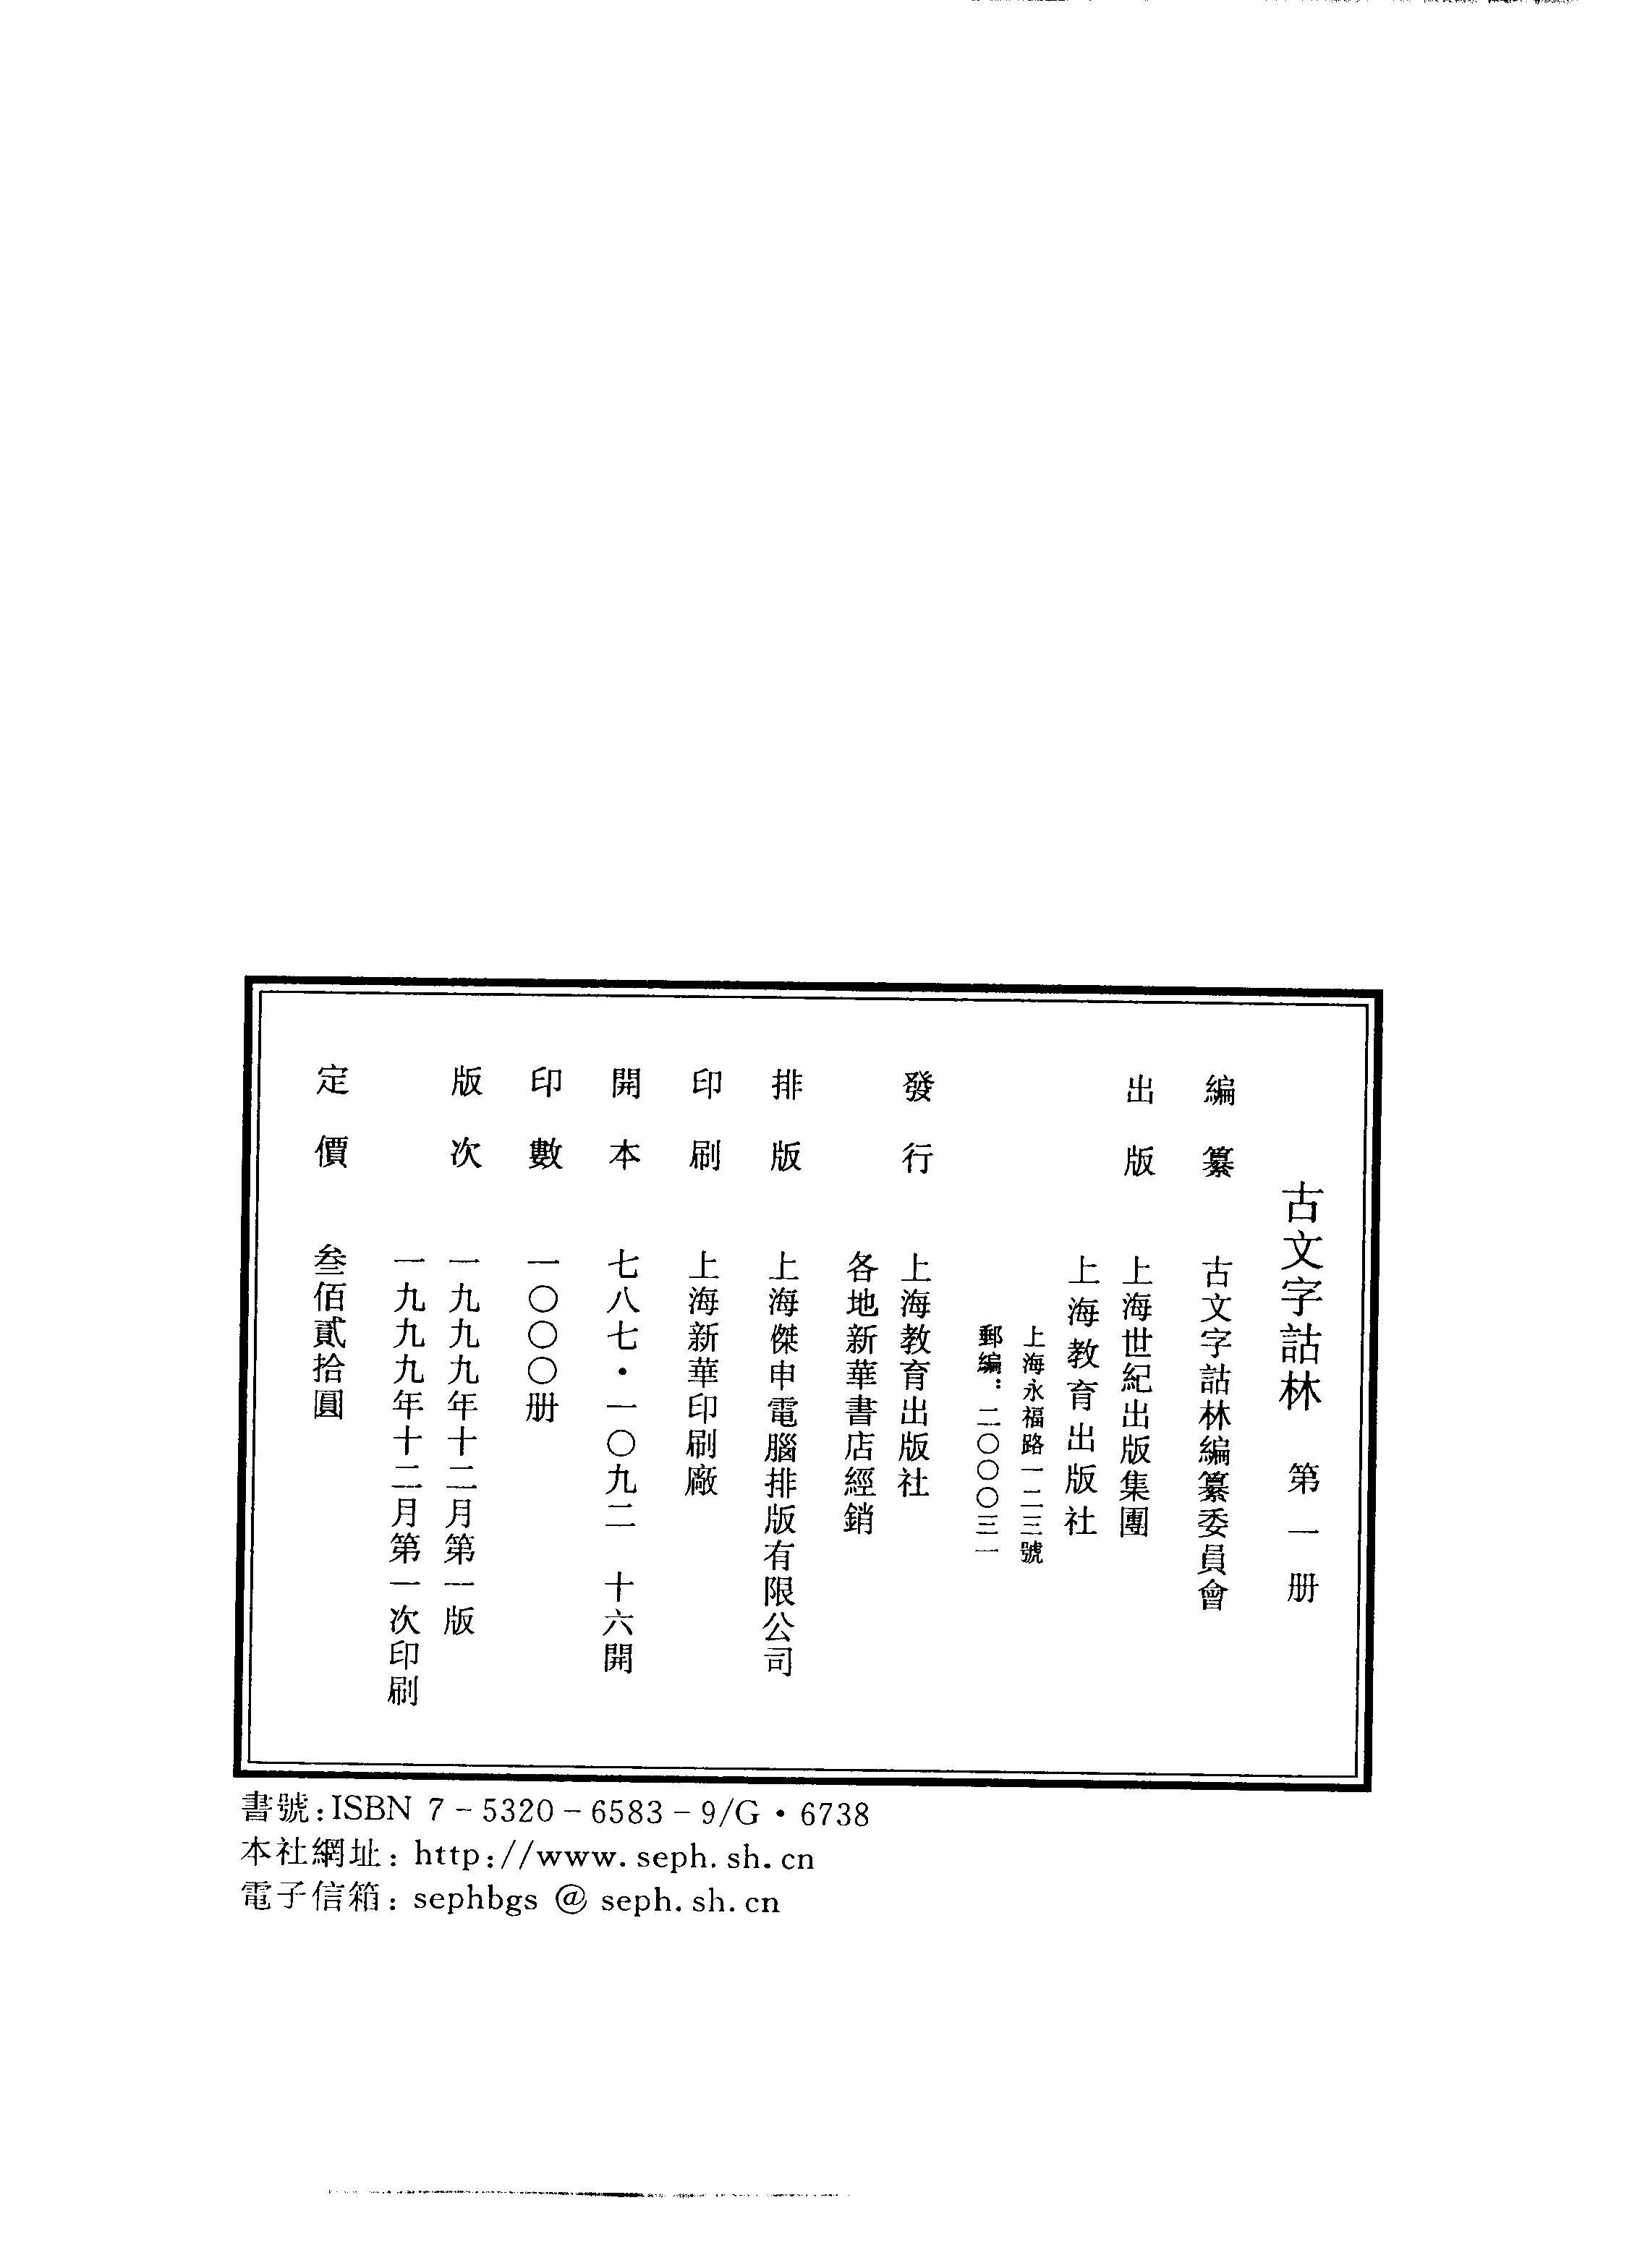 古文字詁林 第一册
編纂 古文字詁林編纂委員會
出版 上海世紀出版集團
上海教育出版社
上海永福路一二三號
郵編：二〇〇〇三一
發行 上海教育出版社
各地新華書店經銷
排版 上海傑申電腦排版有限公司
印刷 上海新華印刷廠
開本 七八七·一〇九二 十六開
印數 一〇〇〇册
版次 一九九九年十二月第一版
一九九九年十二月第一次印刷
定價 叁佰貳拾圓
書號：ISBN 7-5320-6583-9/G·6738
本社網址：http://www.seph.sh.cn
電子信箱：sephbgs @ seph.sh.cn